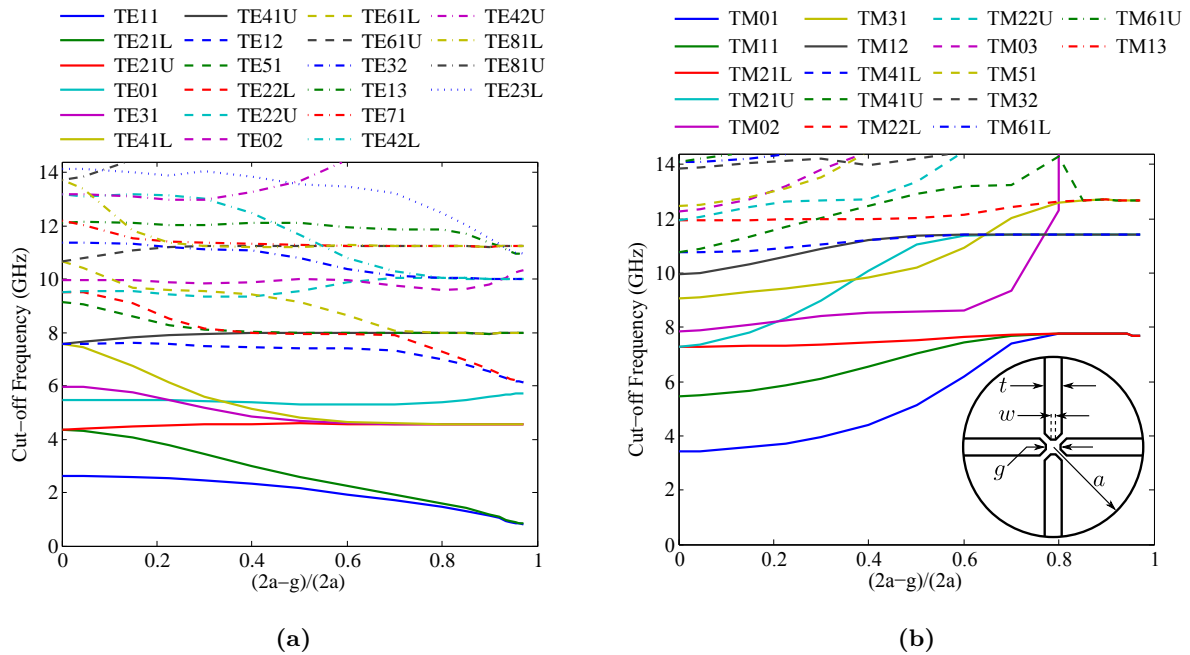 TE11 TE41U TE61L TE42U
TE21L TE12 TE61U TE81L
TE21U TE51 TE32 TE81U
TE01 TE22L TE13 TE23L
TE31 TE22U TE71
TE41L TE02 TE42L
14
12
10
8
6
4
2
0
Cut-off Frequency (GHz)
0 0.2 0.4 0.6 0.8 1
(2a−g)/(2a)
(a)
TM01 TM31 TM22U TM61U
TM11 TM12 TM03 TM13
TM21L TM41L TM51
TM21U TM41U TM32
TM02 TM22L TM61L
14
12
10
8
6
4
2
0
Cut-off Frequency (GHz)
t
w
g
a
0 0.2 0.4 0.6 0.8 1
(2a−g)/(2a)
(b)